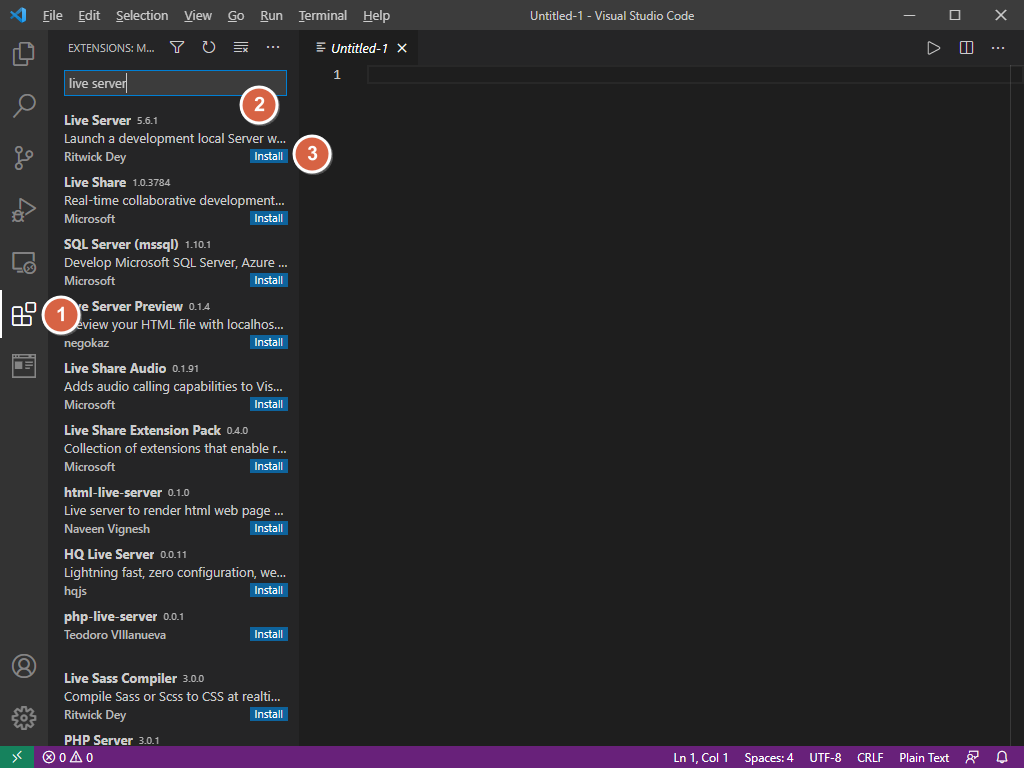 File Edit Selection View Go Run Terminal Help Untitled-1 - Visual Studio Code
EXTENSIONS: M...
Untitled-1
live server
1
2
Live Server 5.6.1
Launch a development local Server w...
Ritwick Dey Install
3
Live Share 1.0.3784
Real-time collaborative development...
Microsoft Install
SQL Server (mssql) 1.10.1
Develop Microsoft SQL Server, Azure ...
Microsoft Install
1
Server Preview 0.1.4
your HTML file with localhos...
negokaz Install
Live Share Audio 0.1.91
Adds audio calling capabilities to Vis...
Microsoft Install
Live Share Extension Pack 0.4.0
Collection of extensions that enable r...
Microsoft Install
html-live-server 0.1.0
Live server to render html web page ...
Naveen Vignesh Install
HQ Live Server 0.0.11
Lightning fast, zero configuration, we...
hqjs Install
php-live-server 0.0.1
Teodoro VIllanueva Install
Live Sass Compiler 3.0.0
Compile Sass or Scss to CSS at realti...
Ritwick Dey Install
PHP Server 3.0.1
0 0 Ln 1, Col 1 Spaces: 4 UTF-8 CRLF Plain Text